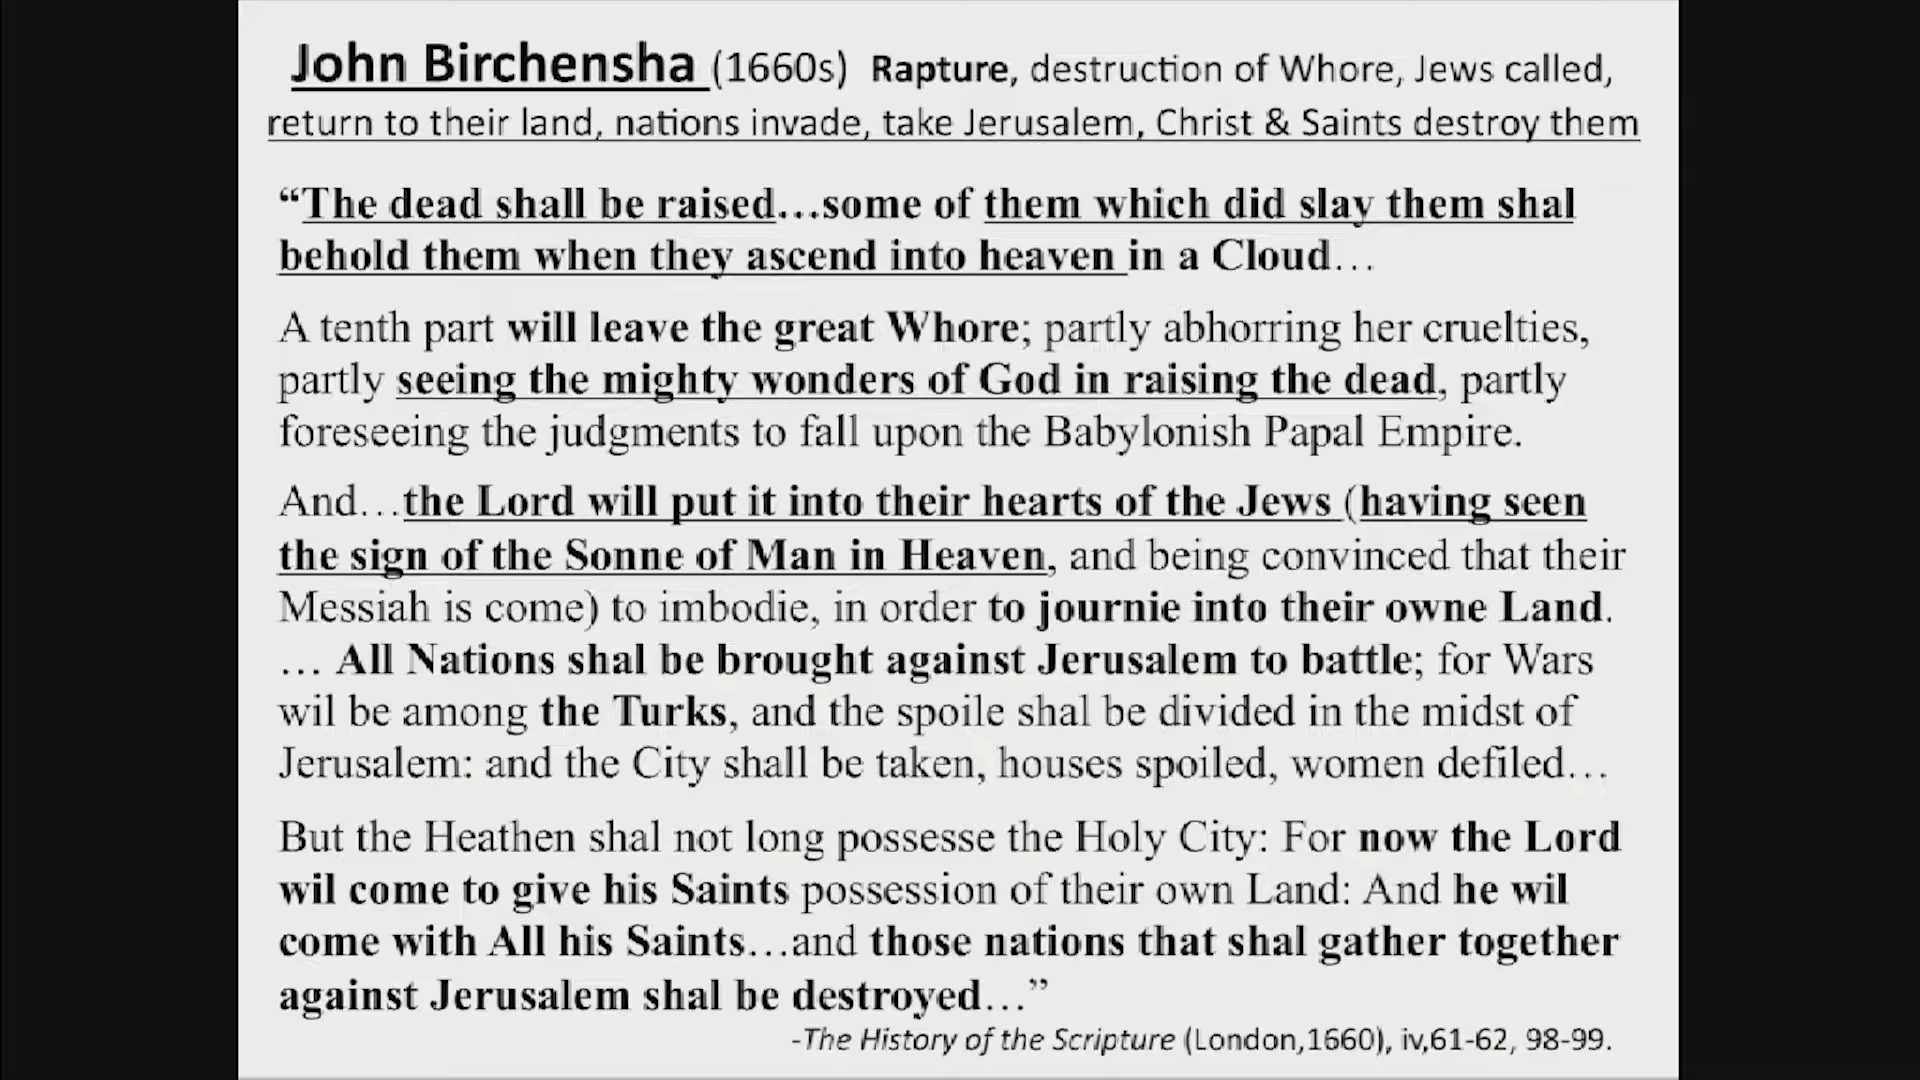 John Birchensha (1660s) Rapture, destruction of Whore, Jews called,
return to their land, nations invade, take Jerusalem, Christ & Saints destroy them
“The dead shall be raised…some of them which did slay them shal
behold them when they ascend into heaven in a Cloud…
A tenth part will leave the great Whore; partly abhorring her cruelties,
partly seeing the mighty wonders of God in raising the dead, partly
foreseeing the judgments to fall upon the Babylonish Papal Empire.
And…the Lord will put it into their hearts of the Jews (having seen
the sign of the Sonne of Man in Heaven, and being convinced that their
Messiah is come) to imbodie, in order to journie into their owne Land.
… All Nations shal be brought against Jerusalem to battle; for Wars
wil be among the Turks, and the spoile shal be divided in the midst of
Jerusalem: and the City shall be taken, houses spoiled, women defiled…
But the Heathen shal not long possesse the Holy City: For now the Lord
wil come to give his Saints possession of their own Land: And he wil
come with All his Saints…and those nations that shal gather together
against Jerusalem shal be destroyed…”
-The History of the Scripture (London,1660), iv,61-62, 98-99.